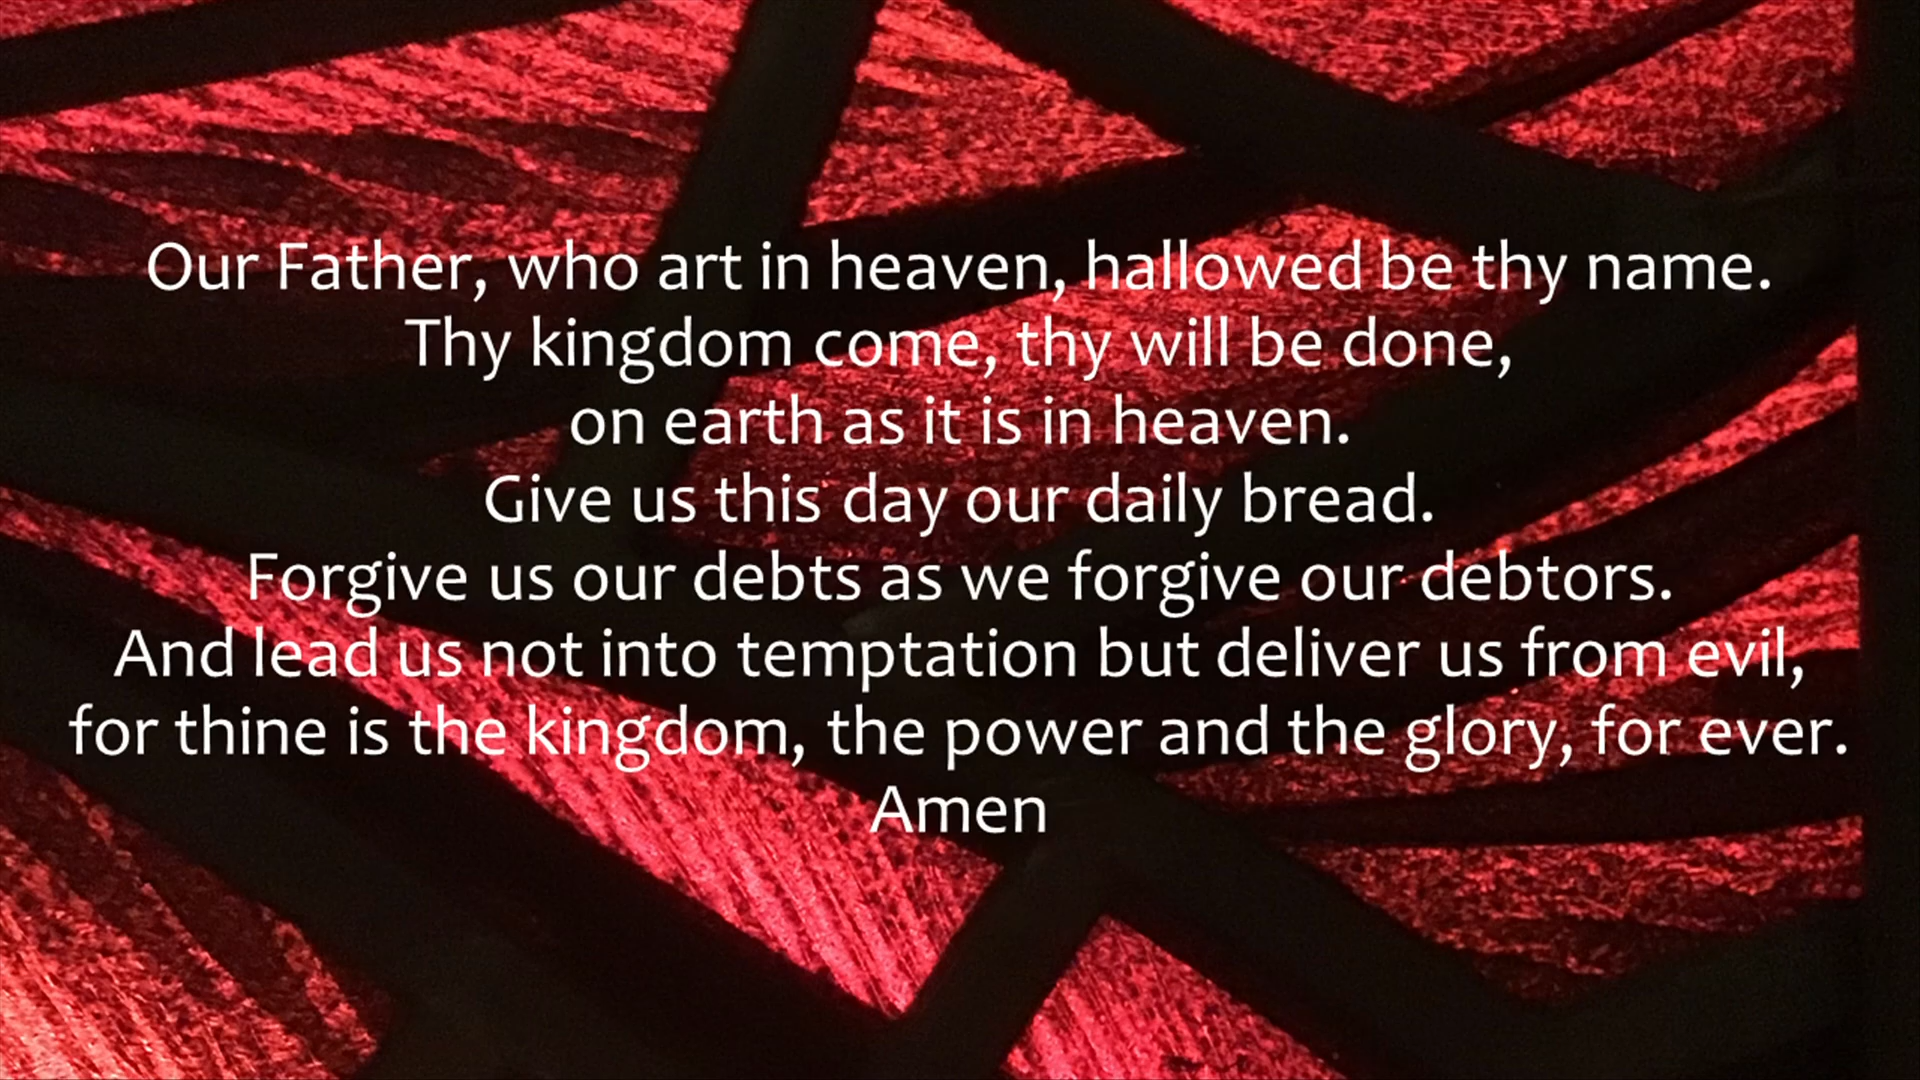 Our Father, who art in heaven, hallowed be thy name.
Thy kingdom come, thy will be done,
on earth as it is in heaven.
Give us this day our daily bread.
Forgive us our debts as we forgive our debtors.
And lead us not into temptation but deliver us from evil,
for thine is the kingdom, the power and the glory, for ever.
Amen